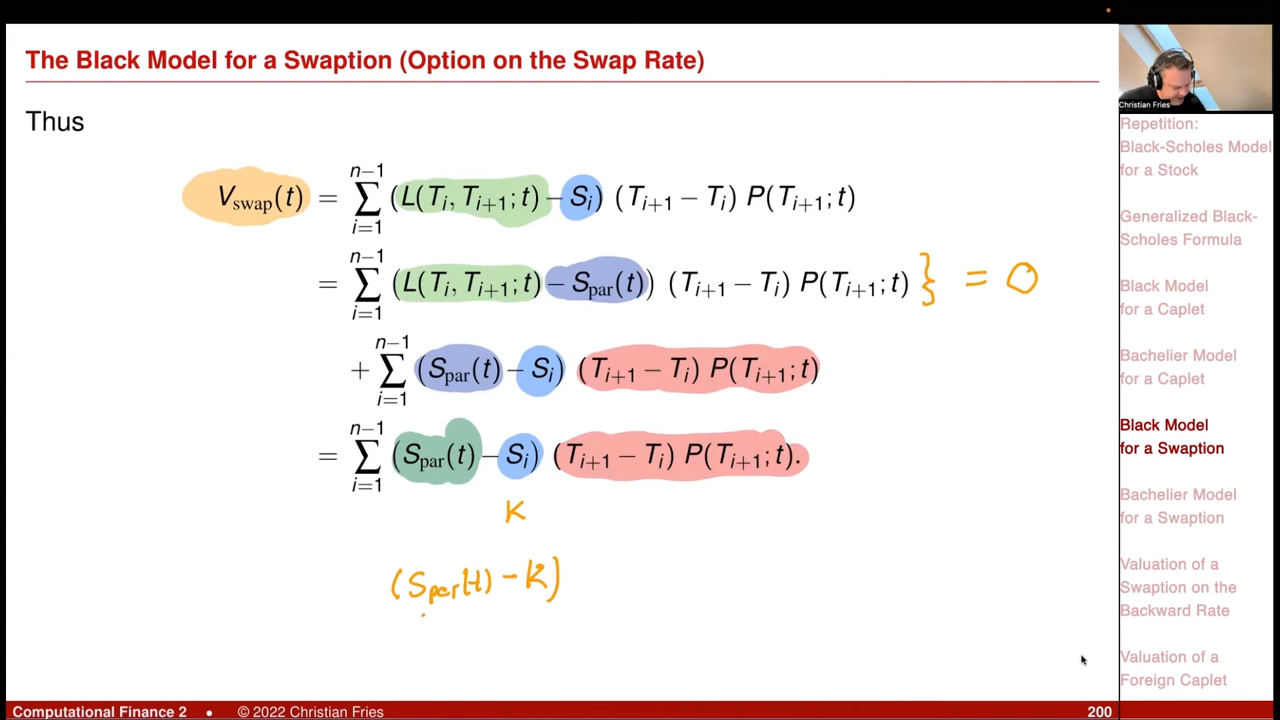 The Black Model for a Swaption (Option on the Swap Rate)
Christian Fries
Thus
V_swap(t) = ∑_{i=1}^{n−1} (L(T_i, T_{i+1}; t) − S_i) (T_{i+1} − T_i) P(T_{i+1}; t)
= ∑_{i=1}^{n−1} (L(T_i, T_{i+1}; t) − S_par(t)) (T_{i+1} − T_i) P(T_{i+1}; t) } = 0
+ ∑_{i=1}^{n−1} (S_par(t) − S_i) (T_{i+1} − T_i) P(T_{i+1}; t)
= ∑_{i=1}^{n−1} (S_par(t) − S_i) (T_{i+1} − T_i) P(T_{i+1}; t).
K
(S_par(t) − K)
Repetition:
Black-Scholes Model
for a Stock
Generalized Black-
Scholes Formula
Black Model
for a Caplet
Bachelier Model
for a Caplet
Black Model
for a Swaption
Bachelier Model
for a Swaption
Valuation of a
Swaption on the
Backward Rate
Valuation of a
Foreign Caplet
Computational Finance 2 • © 2022 Christian Fries 200